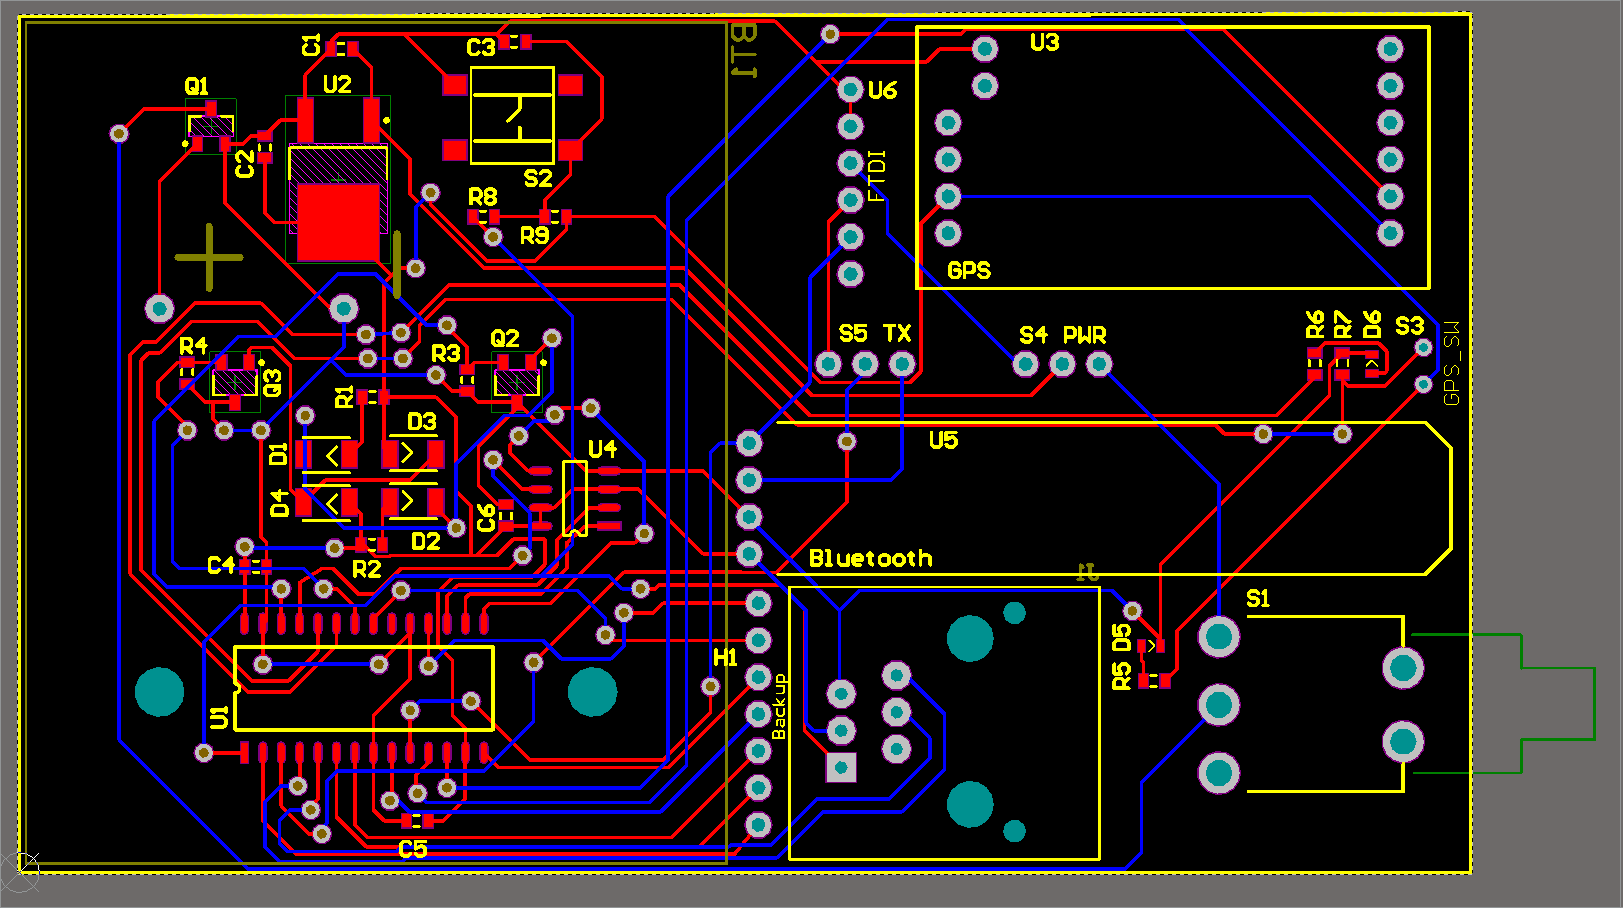 C1
C3
BT1
U3
Q1
U2
U6
C2
FTDI
S2
R8
R9
GPS
R6
R7
D6
S3
GPS_SW
S5 TX
S4 PWR
R4
Q3
R3
Q2
R1
D3
D1
U4
U5
D4
C6
D2
Bluetooth
C4
R2
J1
S1
D5
R5
H1
Backup
U1
C5